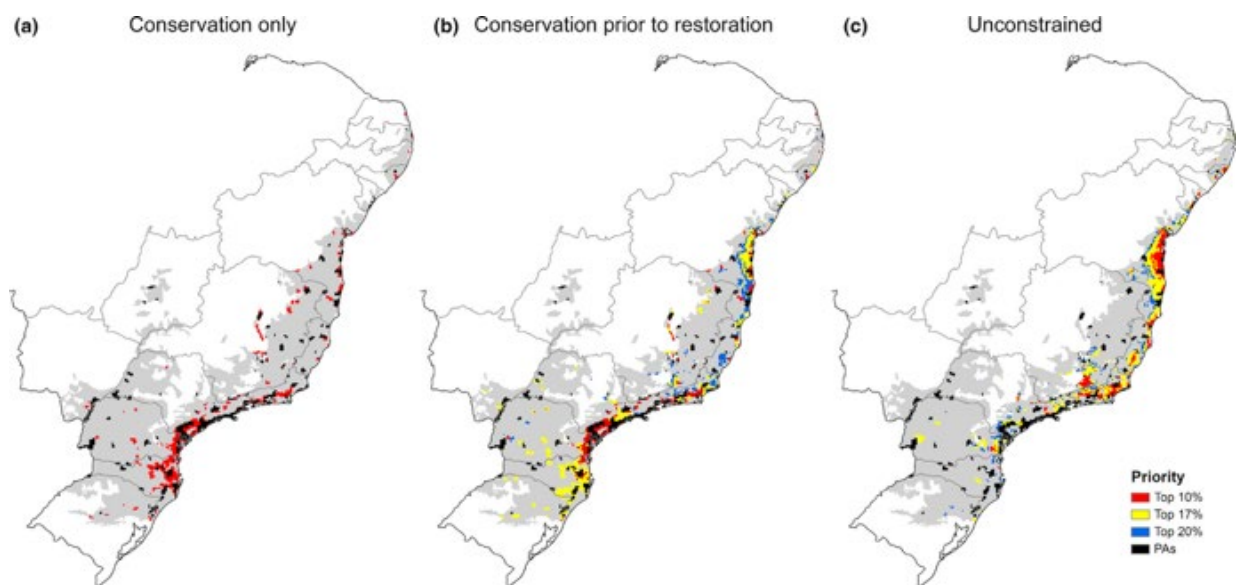 (a) Conservation only
(b) Conservation prior to restoration
(c) Unconstrained
Priority
Top 10%
Top 17%
Top 20%
PAs